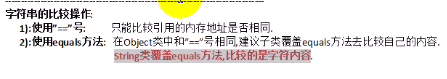 字符串的比较操作:
1):使用"=="号: 只能比较引用的内存地址是否相同.
2):使用equals方法: 在Object类中和"=="号相同,建议子类覆盖equals方法去比较自己的内容.
String类覆盖equals方法,比较的是字符内容.